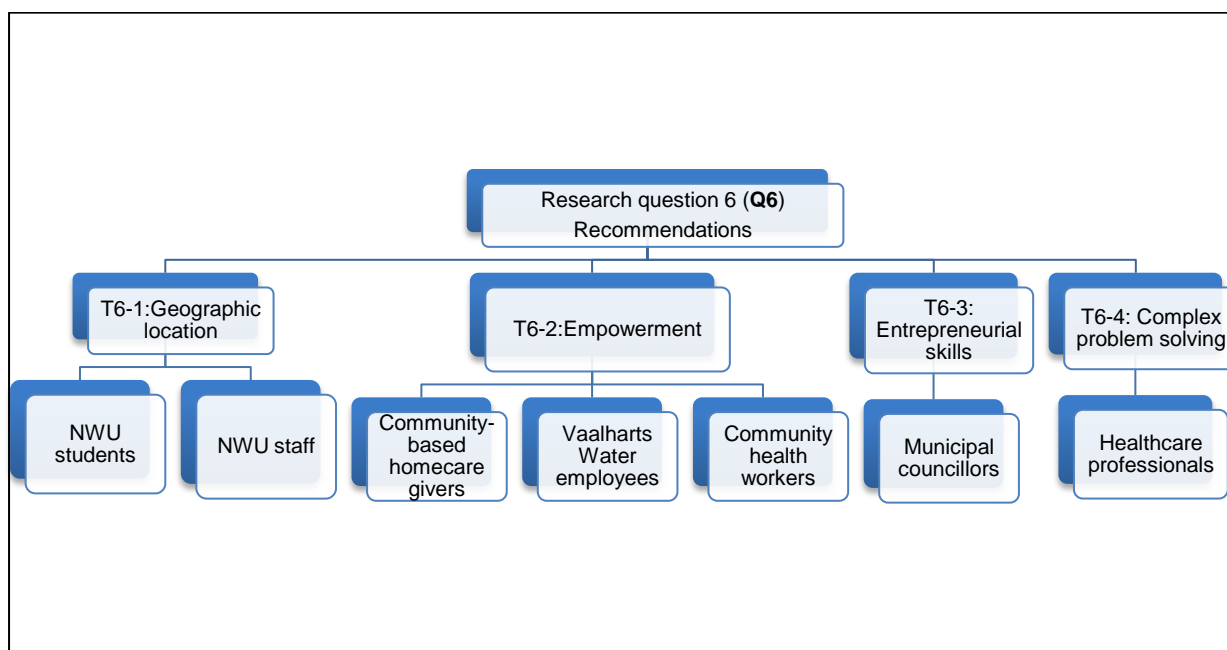 Research question 6 (Q6)
Recommendations
T6-1:Geographic
location
T6-2:Empowerment
T6-3:
Entrepreneurial
skills
T6-4: Complex
problem solving
NWU
students
NWU staff
Community-
based homecare
givers
Vaalharts
Water
employees
Community
health
workers
Municipal
councillors
Healthcare
professionals